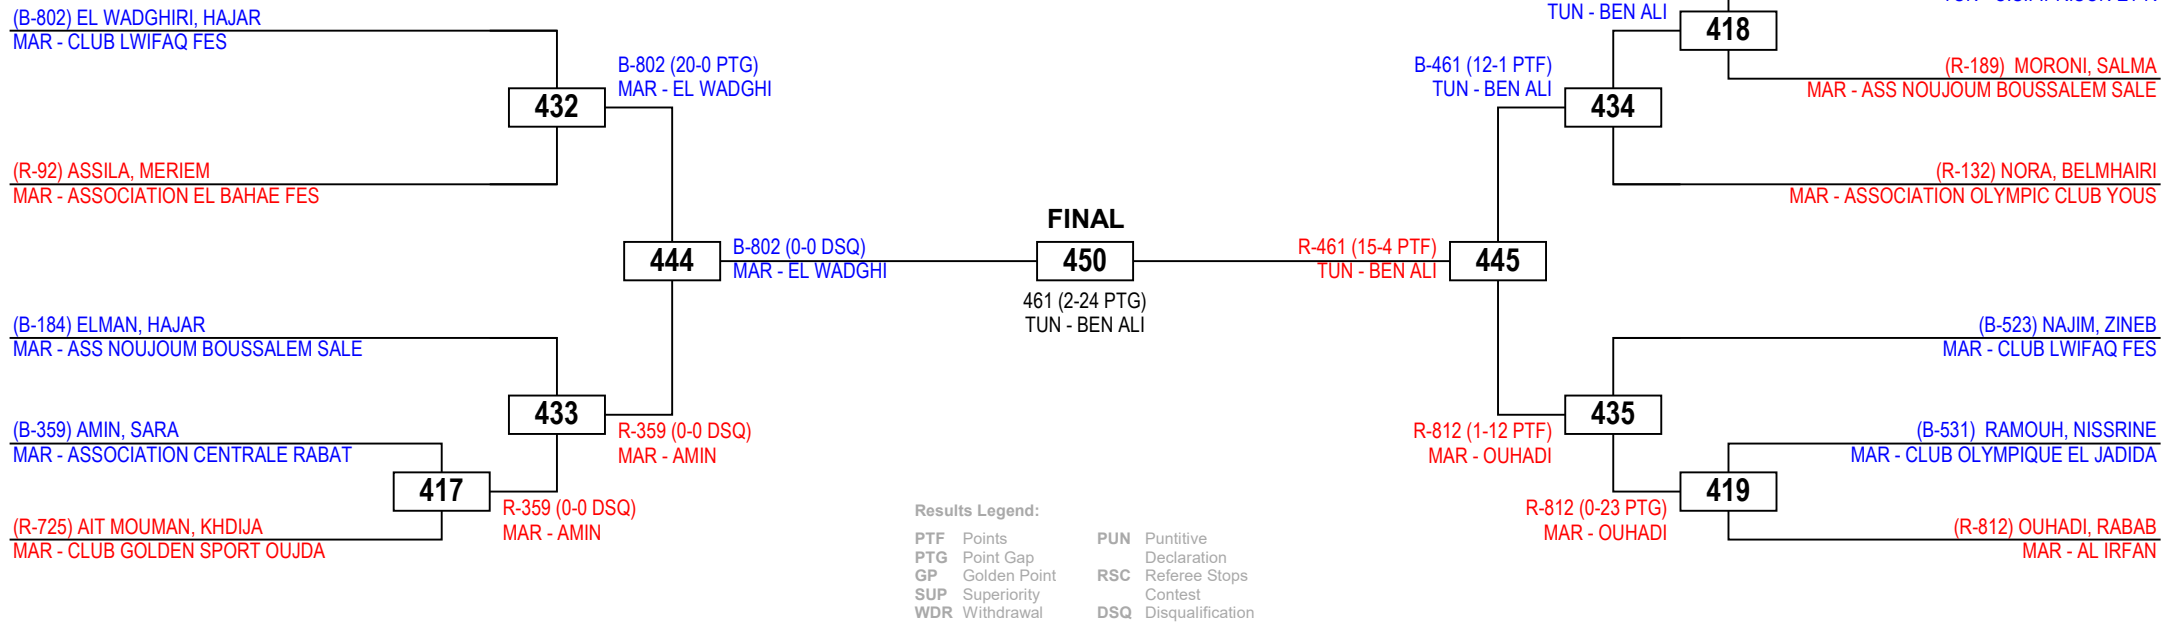 (B-802) EL WADGHIRI, HAJAR
MAR - CLUB LWIFAQ FES
B-802 (20-0 PTG)
MAR - EL WADGHI
432
(R-92) ASSILA, MERIEM
MAR - ASSOCIATION EL BAHAE FES
444
B-802 (0-0 DSQ)
MAR - EL WADGHI
(B-184) ELMAN, HAJAR
MAR - ASS NOUJOUM BOUSSALEM SALE
433
R-359 (0-0 DSQ)
MAR - AMIN
(B-359) AMIN, SARA
MAR - ASSOCIATION CENTRALE RABAT
417
R-359 (0-0 DSQ)
MAR - AMIN
(R-725) AIT MOUMAN, KHDIJA
MAR - CLUB GOLDEN SPORT OUJDA
FINAL
450
461 (2-24 PTG)
TUN - BEN ALI
TUN - BEN ALI
418
(R-189) MORONI, SALMA
MAR - ASS NOUJOUM BOUSSALEM SALE
B-461 (12-1 PTF)
TUN - BEN ALI
434
(R-132) NORA, BELMHAIRI
MAR - ASSOCIATION OLYMPIC CLUB YOUS
R-461 (15-4 PTF)
TUN - BEN ALI
445
(B-523) NAJIM, ZINEB
MAR - CLUB LWIFAQ FES
435
R-812 (1-12 PTF)
MAR - OUHADI
(B-531) RAMOUH, NISSRINE
MAR - CLUB OLYMPIQUE EL JADIDA
419
R-812 (0-23 PTG)
MAR - OUHADI
(R-812) OUHADI, RABAB
MAR - AL IRFAN
Results Legend:
PTF Points
PTG Point Gap
GP Golden Point
SUP Superiority
WDR Withdrawal
PUN Puntitive
Declaration
RSC Referee Stops
Contest
DSQ Disqualification